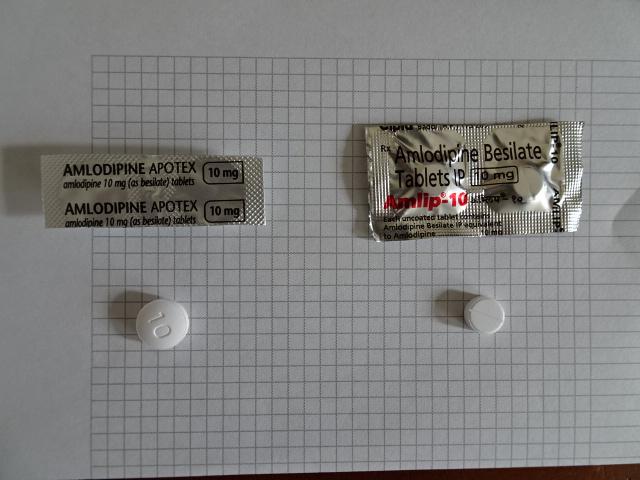 AMLODIPINE APOTEX 10 mg
amlodipine 10 mg (as besilate) tablets
AMLODIPINE APOTEX 10 mg
amlodipine 10 mg (as besilate) tablets
Rx Amlodipine Besilate
Tablets IP 10 mg
Amlip®-10
Each uncoated tablet contains
Amlodipine Besilate IP equivalent
to Amlodipine mg
10